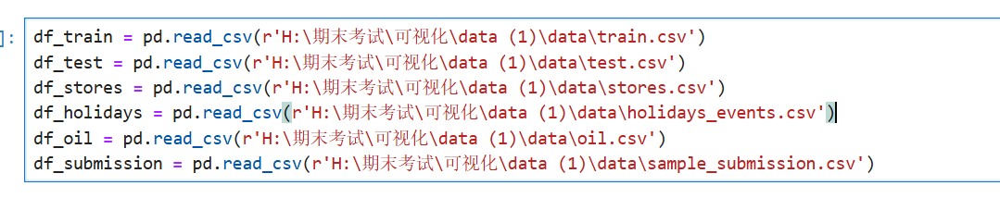 ]:
df_train = pd.read_csv(r'H:\期末考试\可视化\data (1)\data\train.csv')
df_test = pd.read_csv(r'H:\期末考试\可视化\data (1)\data\test.csv')
df_stores = pd.read_csv(r'H:\期末考试\可视化\data (1)\data\stores.csv')
df_holidays = pd.read_csv(r'H:\期末考试\可视化\data (1)\data\holidays_events.csv')
df_oil = pd.read_csv(r'H:\期末考试\可视化\data (1)\data\oil.csv')
df_submission = pd.read_csv(r'H:\期末考试\可视化\data (1)\data\sample_submission.csv')